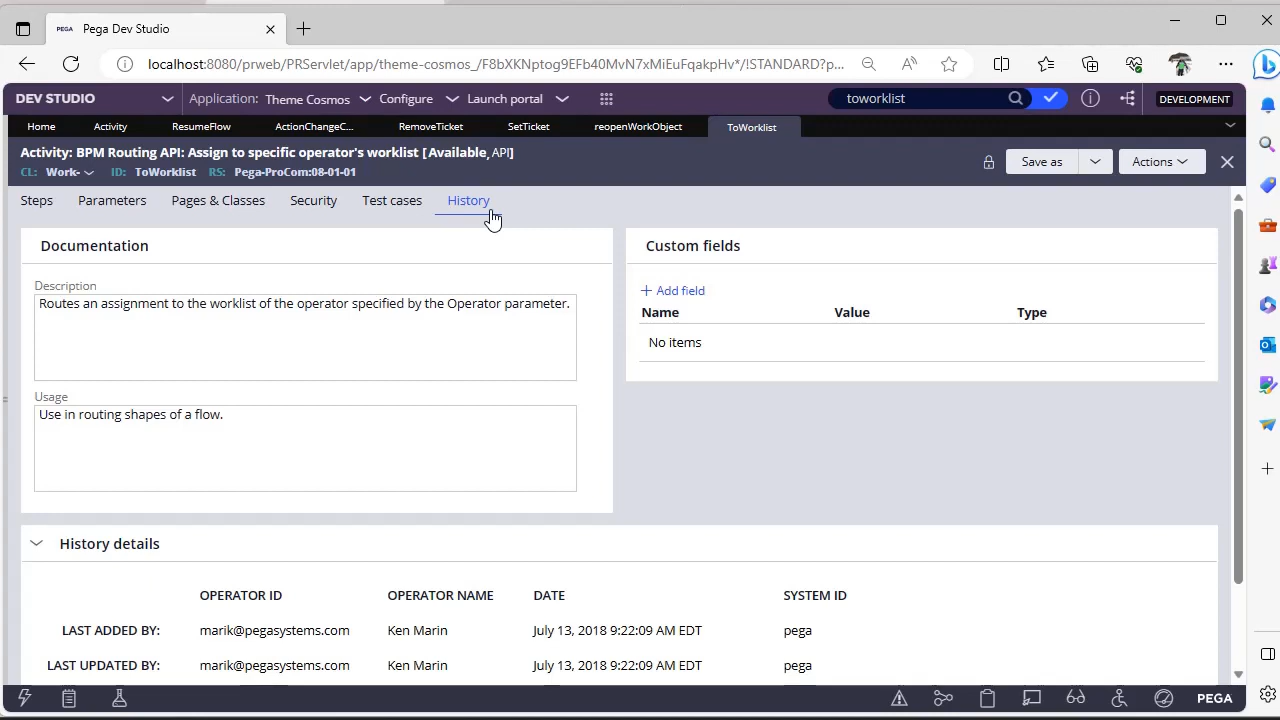 PEGA Pega Dev Studio
localhost:8080/prweb/PRServlet/app/theme-cosmos_/F8bXKNptog9EFb40MvN7xMiEuFqakpHv*/!STANDARD?p...
DEV STUDIO Application: Theme Cosmos Configure Launch portal toworklist DEVELOPMENT
Home Activity ResumeFlow ActionChangeC... RemoveTicket SetTicket reopenWorkObject ToWorklist
Activity: BPM Routing API: Assign to specific operator's worklist [Available, API]
CL: Work- ID: ToWorklist RS: Pega-ProCom:08-01-01
Save as Actions
Steps Parameters Pages & Classes Security Test cases History
Documentation
Description
Routes an assignment to the worklist of the operator specified by the Operator parameter.
Usage
Use in routing shapes of a flow.
Custom fields
Add field
Name Value Type
No items
History details
OPERATOR ID OPERATOR NAME DATE SYSTEM ID
LAST ADDED BY: marik@pegasystems.com Ken Marin July 13, 2018 9:22:09 AM EDT pega
LAST UPDATED BY: marik@pegasystems.com Ken Marin July 13, 2018 9:22:09 AM EDT pega
PEGA